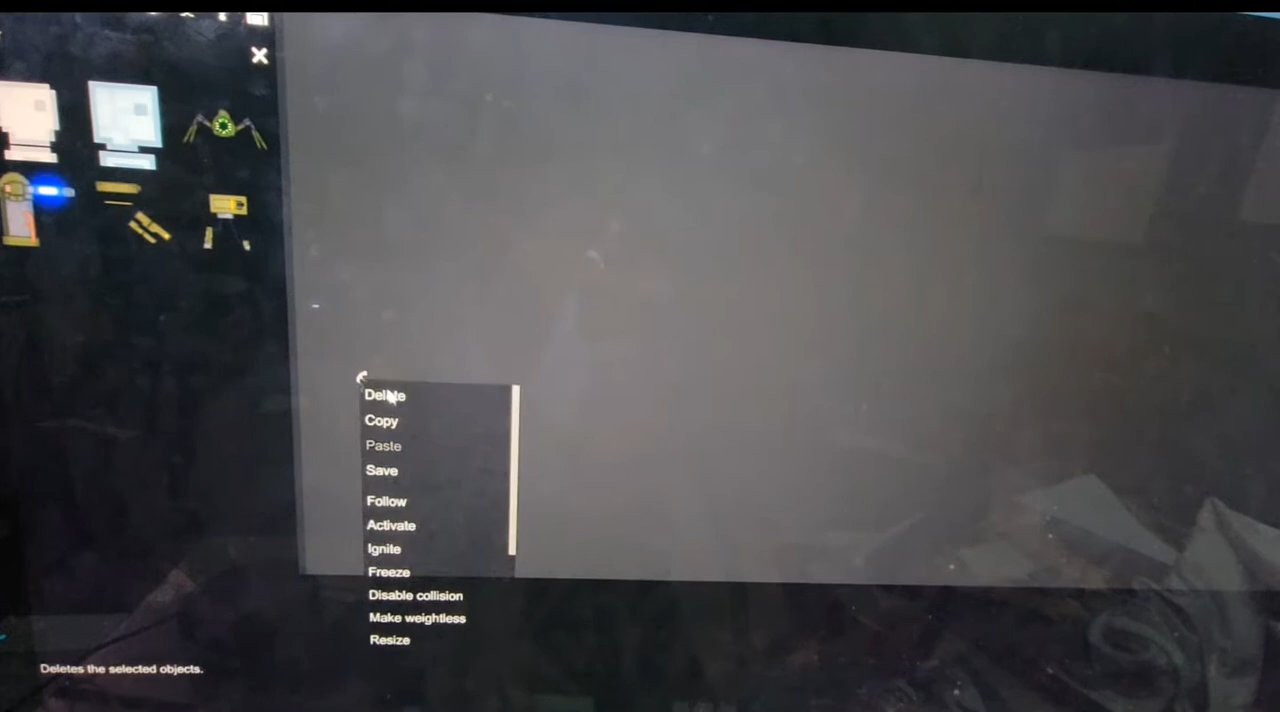 Delete
Copy
Paste
Save
Follow
Activate
Ignite
Freeze
Disable collision
Make weightless
Resize
Deletes the selected objects.